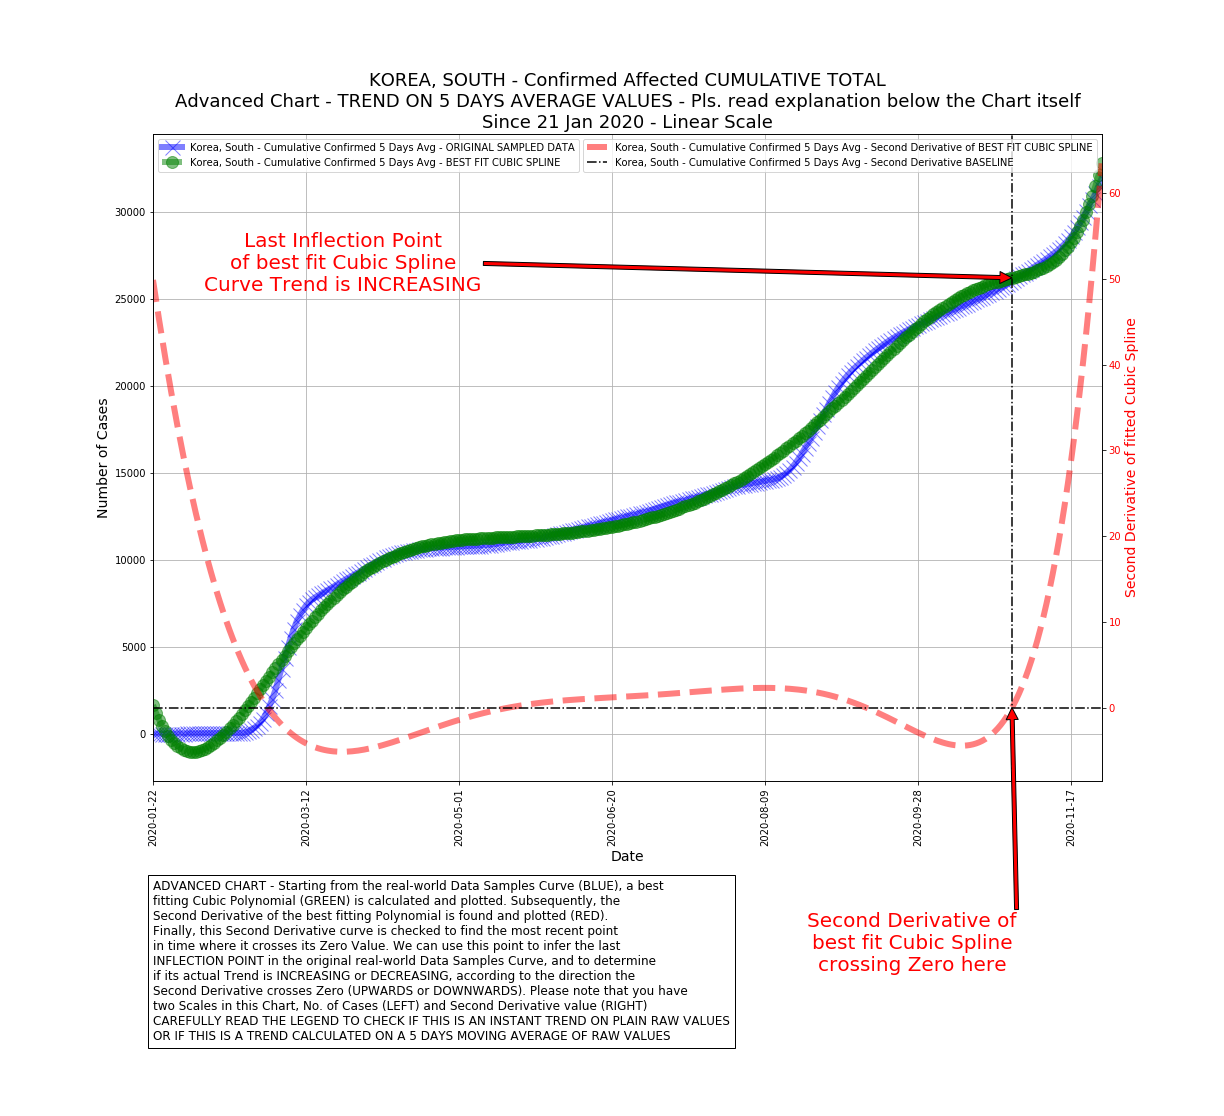 KOREA, SOUTH - Confirmed Affected CUMULATIVE TOTAL
Advanced Chart - TREND ON 5 DAYS AVERAGE VALUES - Pls. read explanation below the Chart itself
Since 21 Jan 2020 - Linear Scale
Korea, South - Cumulative Confirmed 5 Days Avg - ORIGINAL SAMPLED DATA
Korea, South - Cumulative Confirmed 5 Days Avg - BEST FIT CUBIC SPLINE
Korea, South - Cumulative Confirmed 5 Days Avg - Second Derivative of BEST FIT CUBIC SPLINE
Korea, South - Cumulative Confirmed 5 Days Avg - Second Derivative BASELINE
Last Inflection Point
of best fit Cubic Spline
Curve Trend is INCREASING
Number of Cases
30000
25000
20000
15000
10000
5000
0
60
50
40
30
20
10
0
Second Derivative of fitted Cubic Spline
2020-01-22
2020-03-12
2020-05-01
2020-06-20
2020-08-09
2020-09-28
2020-11-17
Date
ADVANCED CHART - Starting from the real-world Data Samples Curve (BLUE), a best
fitting Cubic Polynomial (GREEN) is calculated and plotted. Subsequently, the
Second Derivative of the best fitting Polynomial is found and plotted (RED).
Finally, this Second Derivative curve is checked to find the most recent point
in time where it crosses its Zero Value. We can use this point to infer the last
INFLECTION POINT in the original real-world Data Samples Curve, and to determine
if its actual Trend is INCREASING or DECREASING, according to the direction the
Second Derivative crosses Zero (UPWARDS or DOWNWARDS). Please note that you have
two Scales in this Chart, No. of Cases (LEFT) and Second Derivative value (RIGHT)
CAREFULLY READ THE LEGEND TO CHECK IF THIS IS AN INSTANT TREND ON PLAIN RAW VALUES
OR IF THIS IS A TREND CALCULATED ON A 5 DAYS MOVING AVERAGE OF RAW VALUES
Second Derivative of
best fit Cubic Spline
crossing Zero here